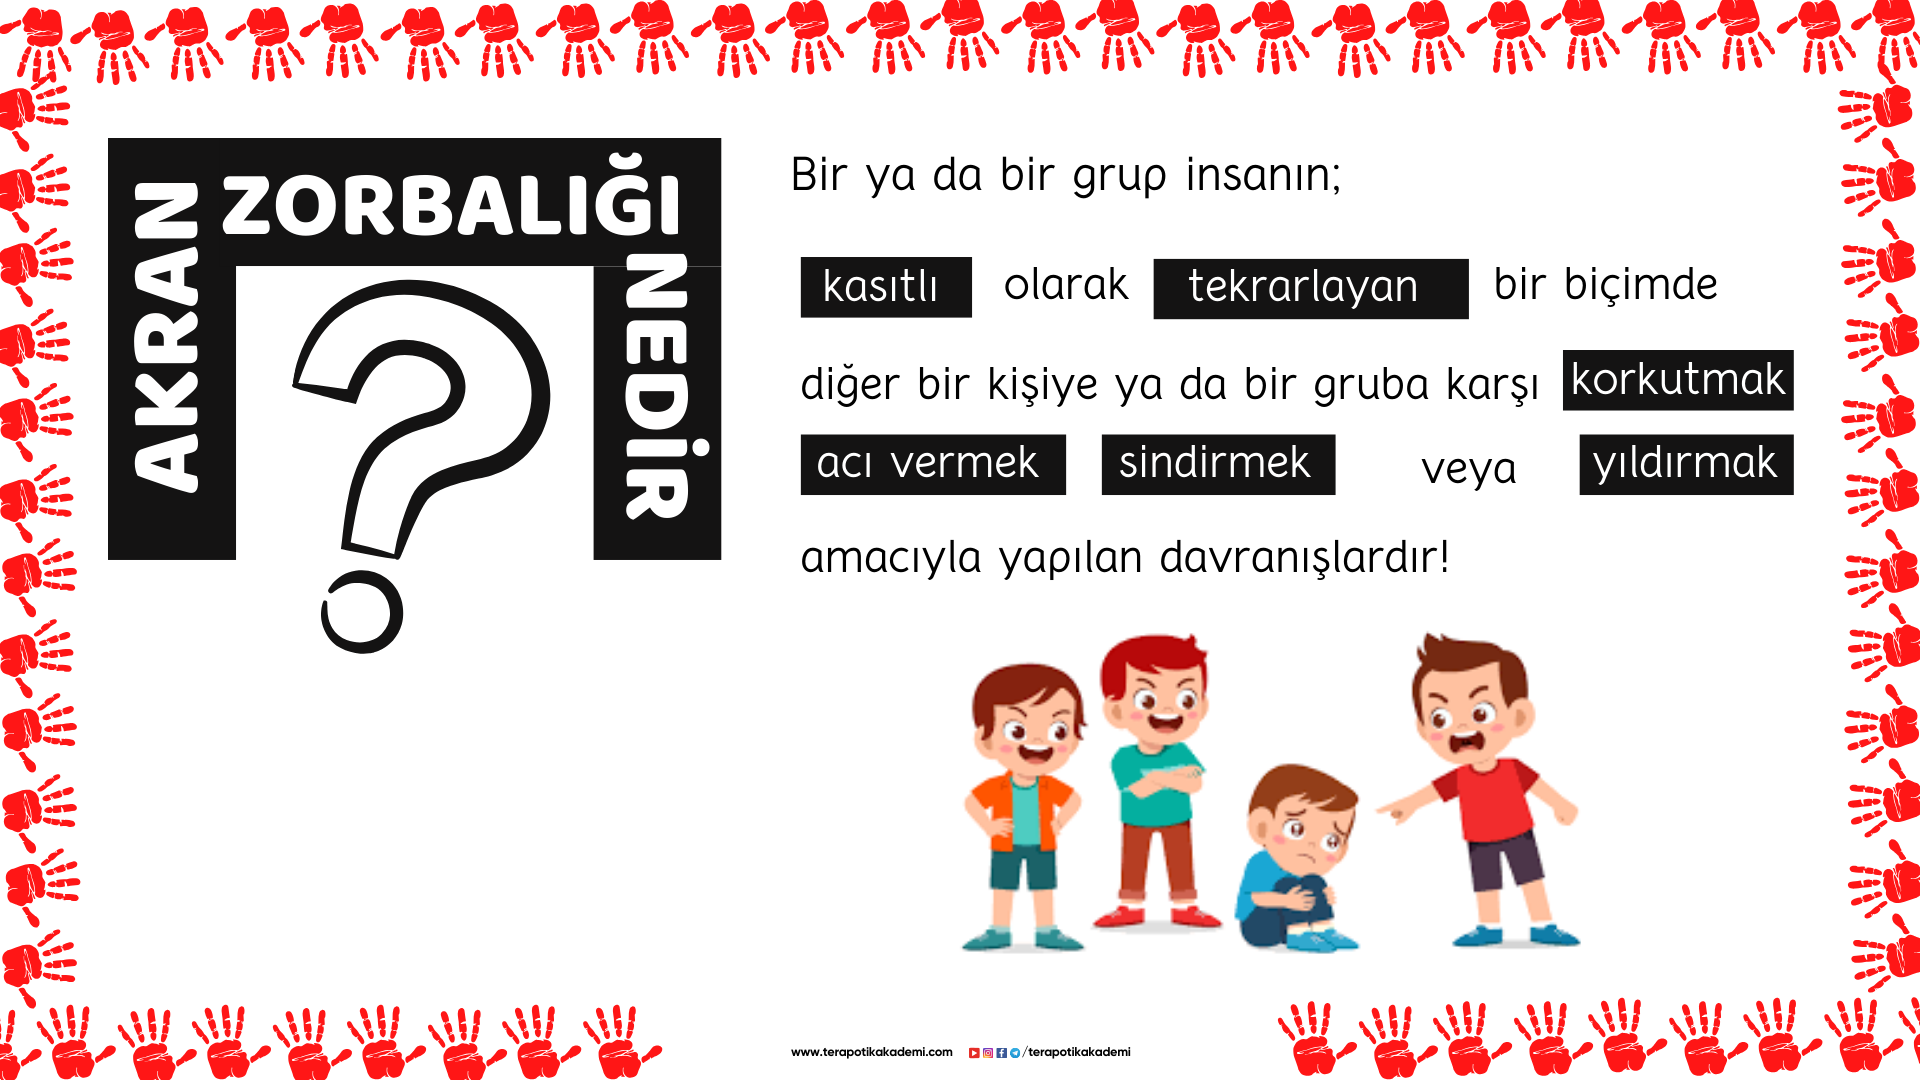 AKRAN
ZORBALIĞI
NEDİR
Bir ya da bir grup insanın;
kasıtlı olarak tekrarlayan bir biçimde
diğer bir kişiye ya da bir gruba karşı korkutmak
acı vermek sindirmek veya yıldırmak
amacıyla yapılan davranışlardır!
www.terapotikakademi.com /terapotikakademi